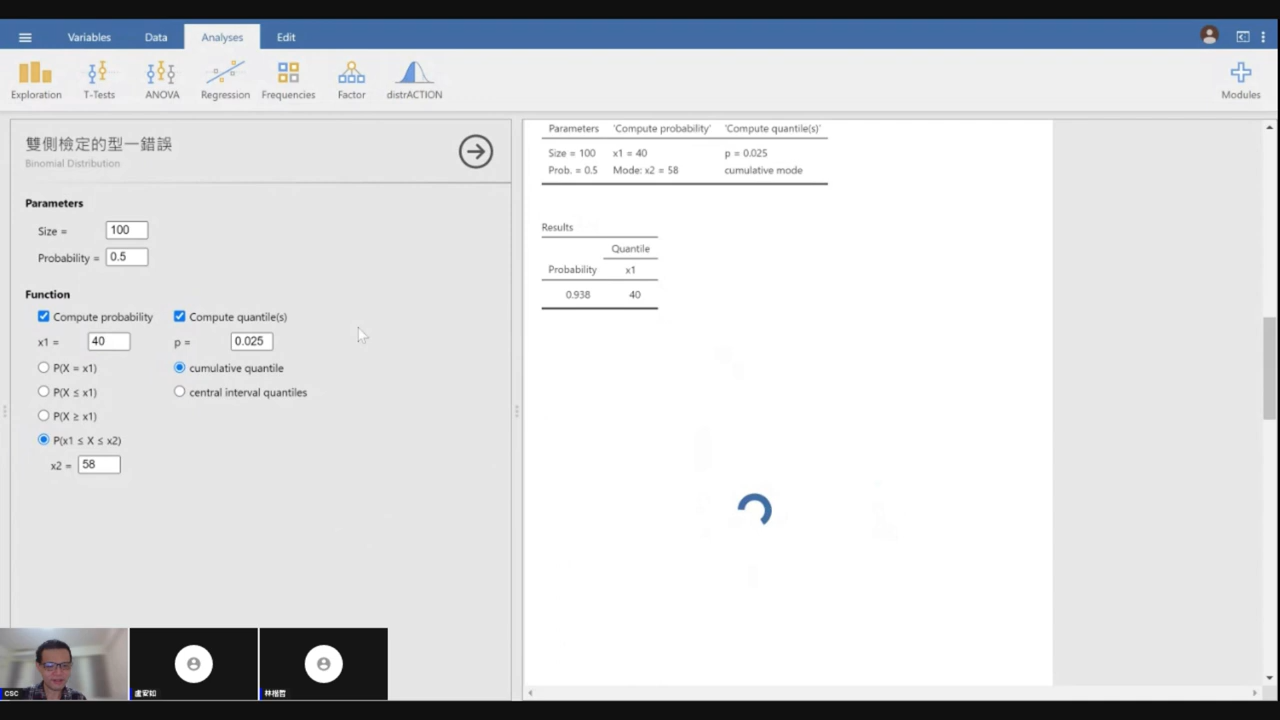 Variables Data Analyses Edit
Exploration T-Tests ANOVA Regression Frequencies Factor distrACTION Modules
雙側檢定的型一錯誤
Binomial Distribution
Parameters
Size = 100
Probability = 0.5
Function
Compute probability Compute quantile(s)
x1 = 40 p = 0.025
P(X = x1) cumulative quantile
P(X ≤ x1) central interval quantiles
P(X ≥ x1)
P(x1 ≤ X ≤ x2)
x2 = 58
Parameters 'Compute probability' 'Compute quantile(s)'
Size = 100 x1 = 40 p = 0.025
Prob. = 0.5 Mode: x2 = 58 cumulative mode
Results
Quantile
Probability x1
0.938 40
CSC 盧安如